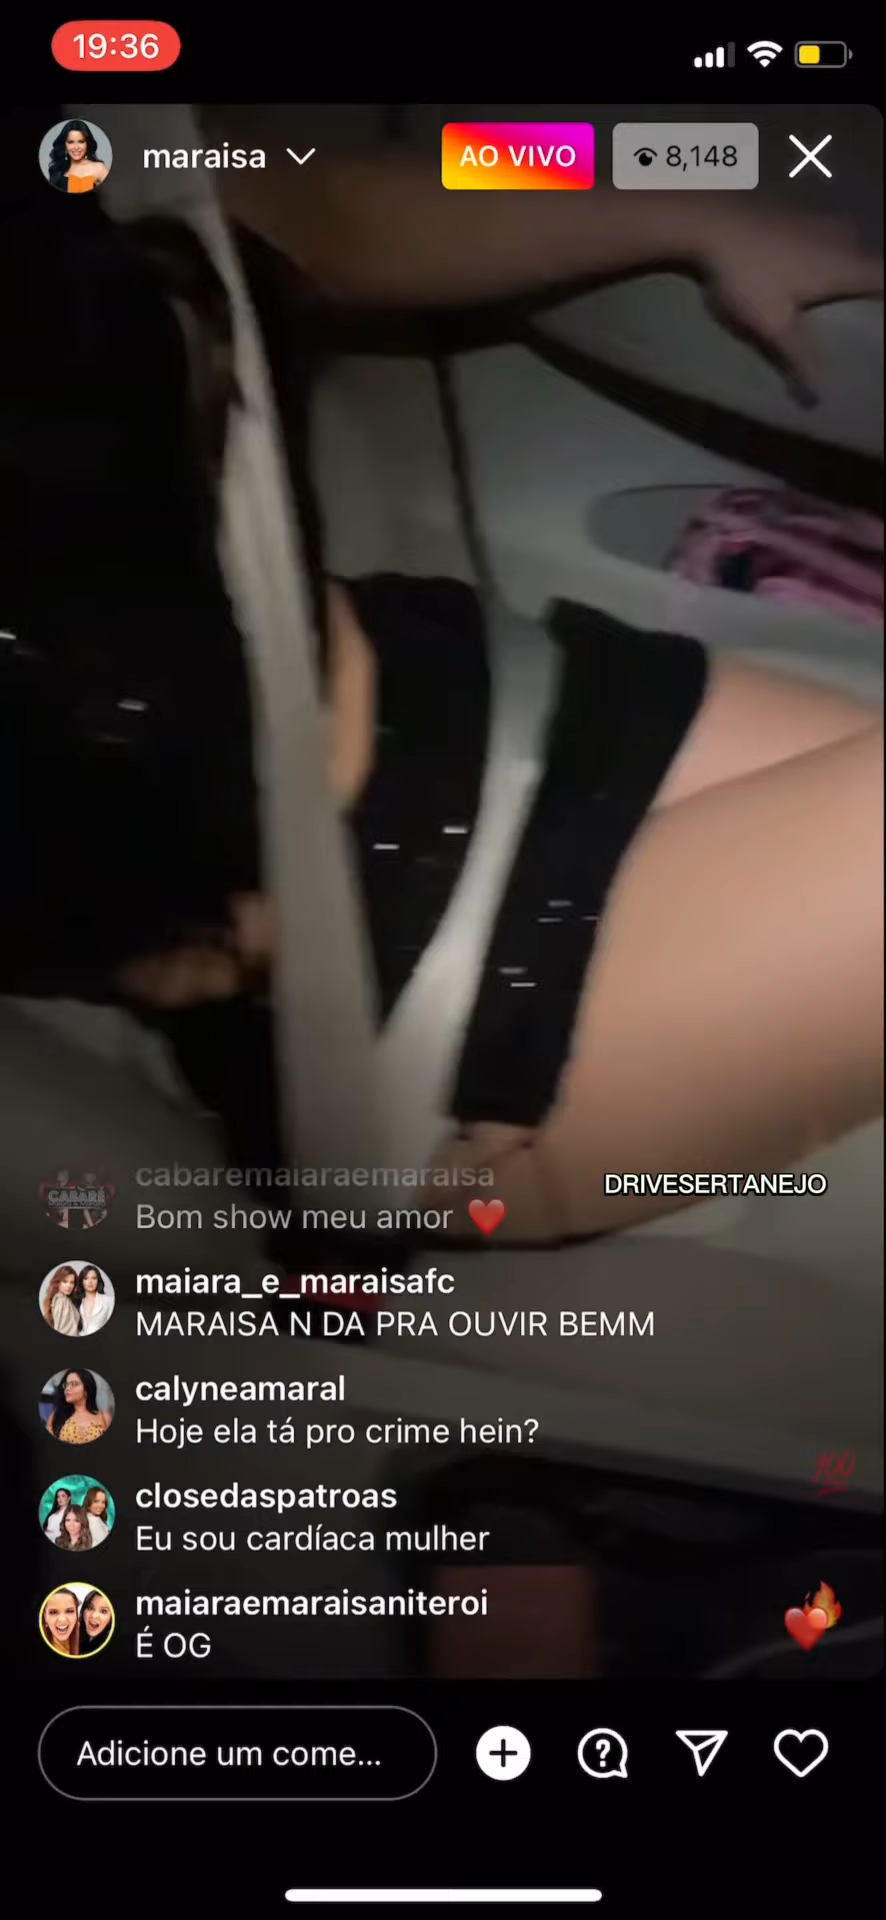 19:36
maraisa
AO VIVO
8,148
DRIVESERTANEJO
cabaremaiaraemaraisa
Bom show meu amor
maiara_e_maraisafc
MARAISA N DA PRA OUVIR BEMM
calyneamaral
Hoje ela tá pro crime hein?
closedaspatroas
Eu sou cardíaca mulher
maiaraemaraisaniteroi
É OG
100
Adicione um come...